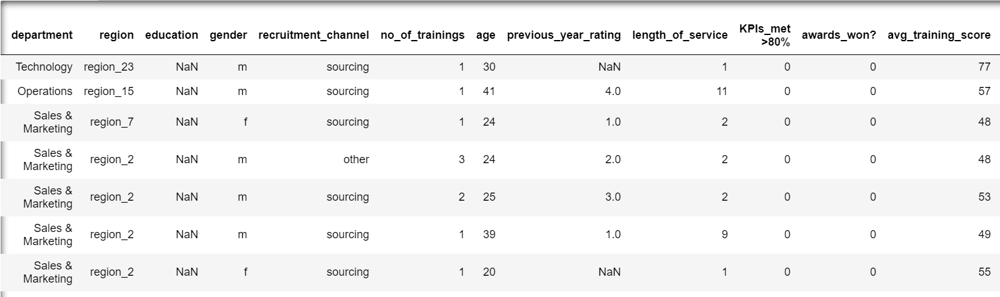 department region education gender recruitment_channel no_of_trainings age previous_year_rating length_of_service KPIs_met >80% awards_won? avg_training_score
Technology region_23 NaN m sourcing 1 30 NaN 1 0 0 77
Operations region_15 NaN m sourcing 1 41 4.0 11 0 0 57
Sales & Marketing region_7 NaN f sourcing 1 24 1.0 2 0 0 48
Sales & Marketing region_2 NaN m other 3 24 2.0 2 0 0 48
Sales & Marketing region_2 NaN m sourcing 2 25 3.0 2 0 0 53
Sales & Marketing region_2 NaN m sourcing 1 39 1.0 9 0 0 49
Sales & Marketing region_2 NaN f sourcing 1 20 NaN 1 0 0 55